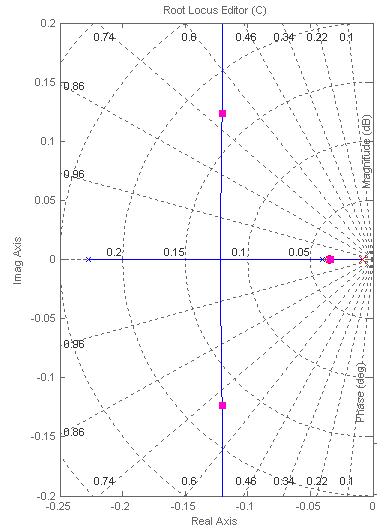 Root Locus Editor (C)
0.2
0.74 0.6 0.46 0.34 0.22 0.1
0.15
0.86
0.1
0.96
0.05
Magnitude (dB)
Imag Axis
0
0.2 0.15 0.1 0.05
-0.05
0.96
-0.1
Phase (deg)
0.86
-0.15
0.74 0.6 0.46 0.34 0.22 0.1
-0.2
-0.25 -0.2 -0.15 -0.1 -0.05 0
Real Axis